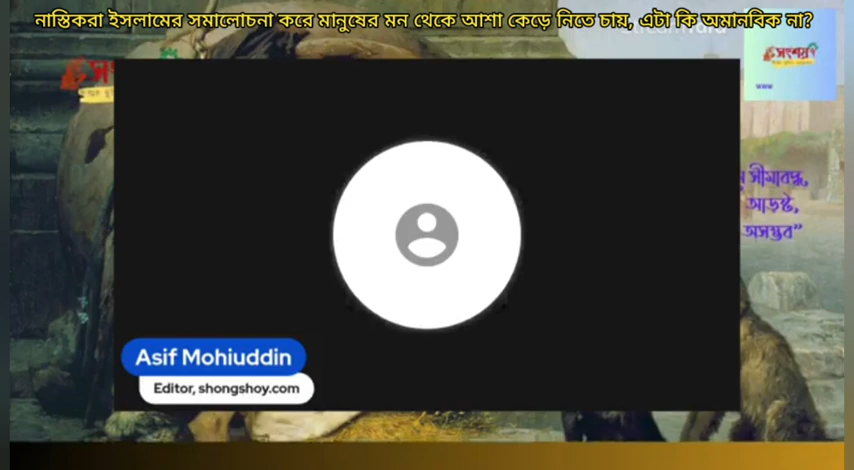 নাস্তিকরা ইসলামের সমালোচনা করে মানুষের মন থেকে আশা কেড়ে নিতে চায়, এটা কি অমানবিক না?
সংশয়
সীমাবদ্ধ,
আড়ষ্ট,
অসম্ভব”
Asif Mohiuddin
Editor, shongshoy.com